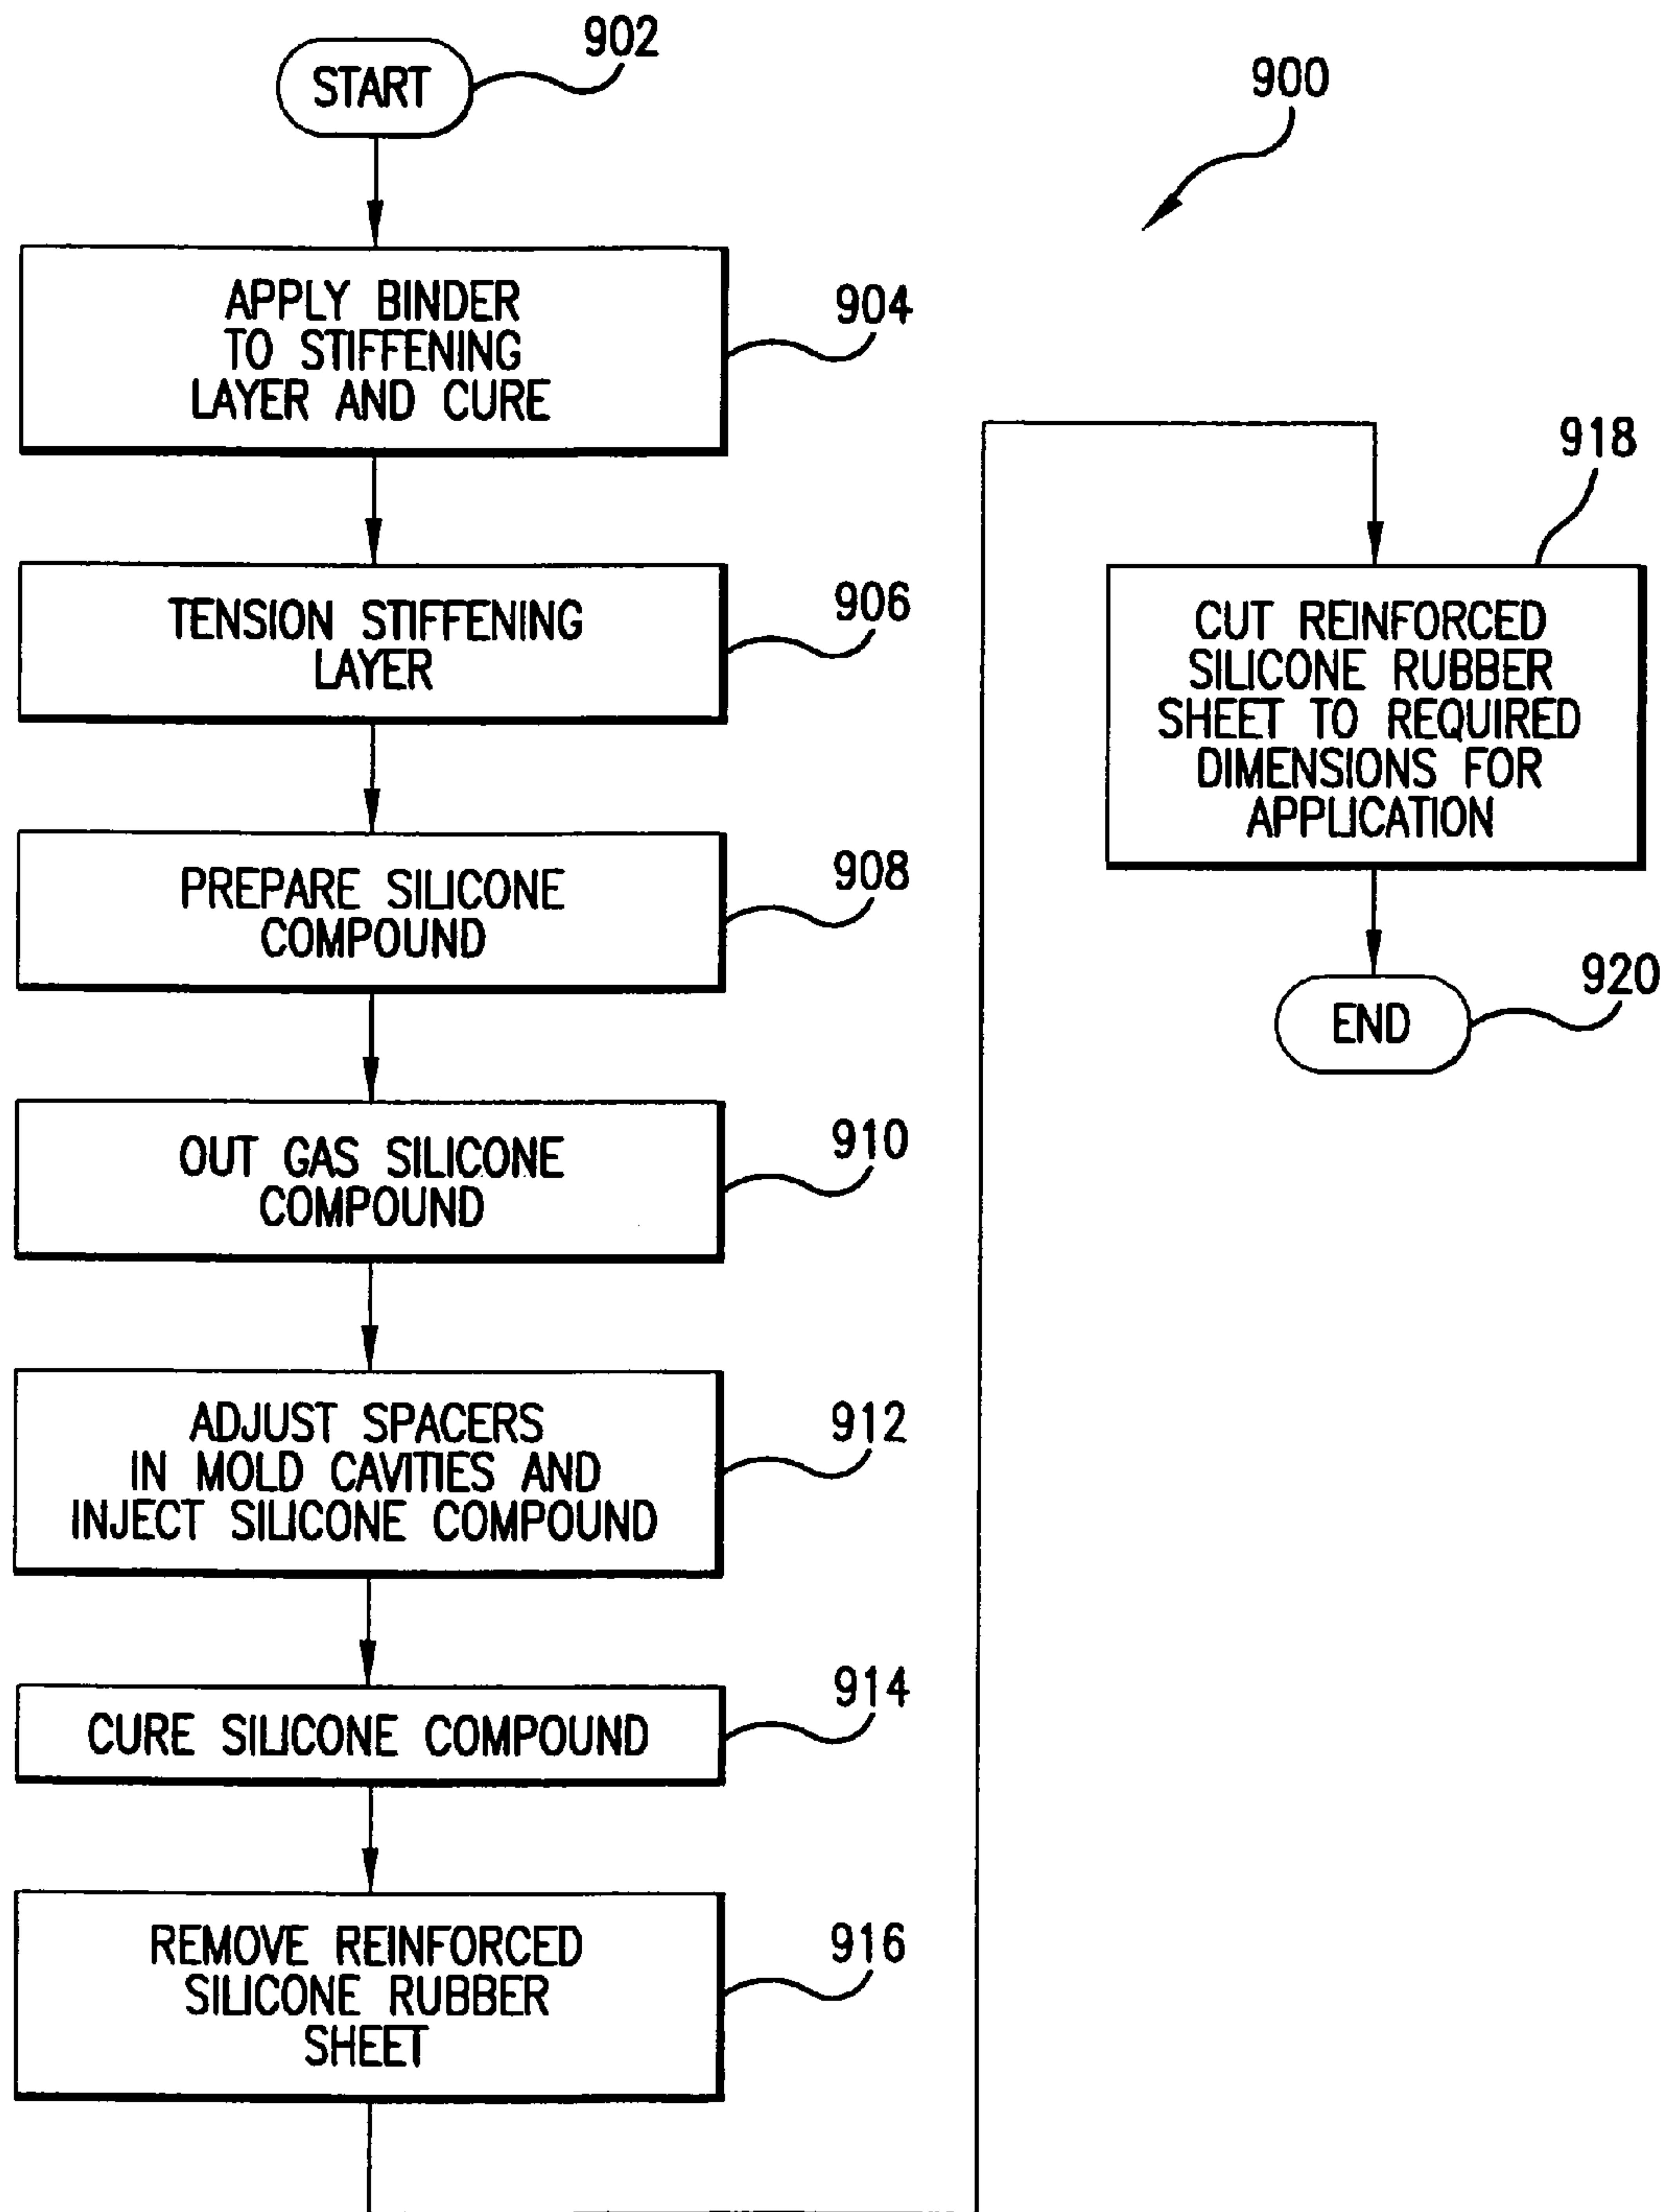 START
902
900
APPLY BINDER
TO STIFFENING
LAYER AND CURE
904
TENSION STIFFENING
LAYER
906
PREPARE SILICONE
COMPOUND
908
OUT GAS SILICONE
COMPOUND
910
ADJUST SPACERS
IN MOLD CAVITIES AND
INJECT SILICONE COMPOUND
912
CURE SILICONE COMPOUND
914
REMOVE REINFORCED
SILICONE RUBBER
SHEET
916
918
CUT REINFORCED
SILICONE RUBBER
SHEET TO REQUIRED
DIMENSIONS FOR
APPLICATION
END
920